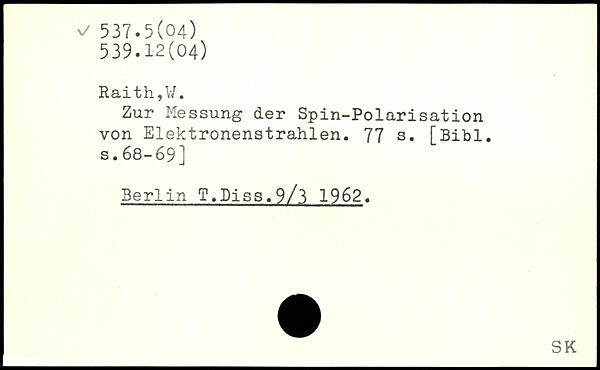 ✓ 537.5(04)
539.12(04)
Raith,W.
Zur Messung der Spin-Polarisation
von Elektronenstrahlen. 77 s. [Bibl.
s.68-69]
Berlin T.Diss.9/3 1962.
SK